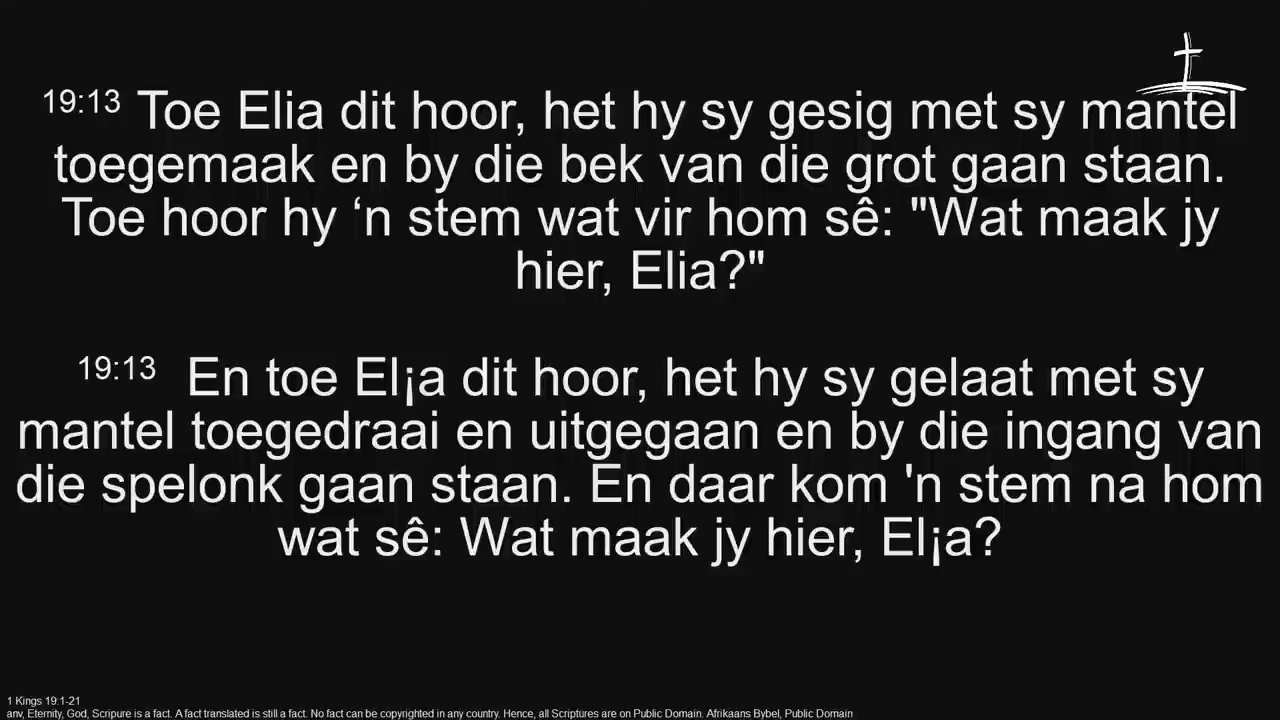 19:13 Toe Elia dit hoor, het hy sy gesig met sy mantel
toegemaak en by die bek van die grot gaan staan.
Toe hoor hy ‘n stem wat vir hom sê: "Wat maak jy
hier, Elia?"
19:13 En toe El¡a dit hoor, het hy sy gelaat met sy
mantel toegedraai en uitgegaan en by die ingang van
die spelonk gaan staan. En daar kom 'n stem na hom
wat sê: Wat maak jy hier, El¡a?
1 Kings 19:1-21
anv, Eternity, God, Scripure is a fact. A fact translated is still a fact. No fact can be copyrighted in any country. Hence, all Scriptures are on Public Domain. Afrikaans Bybel, Public Domain